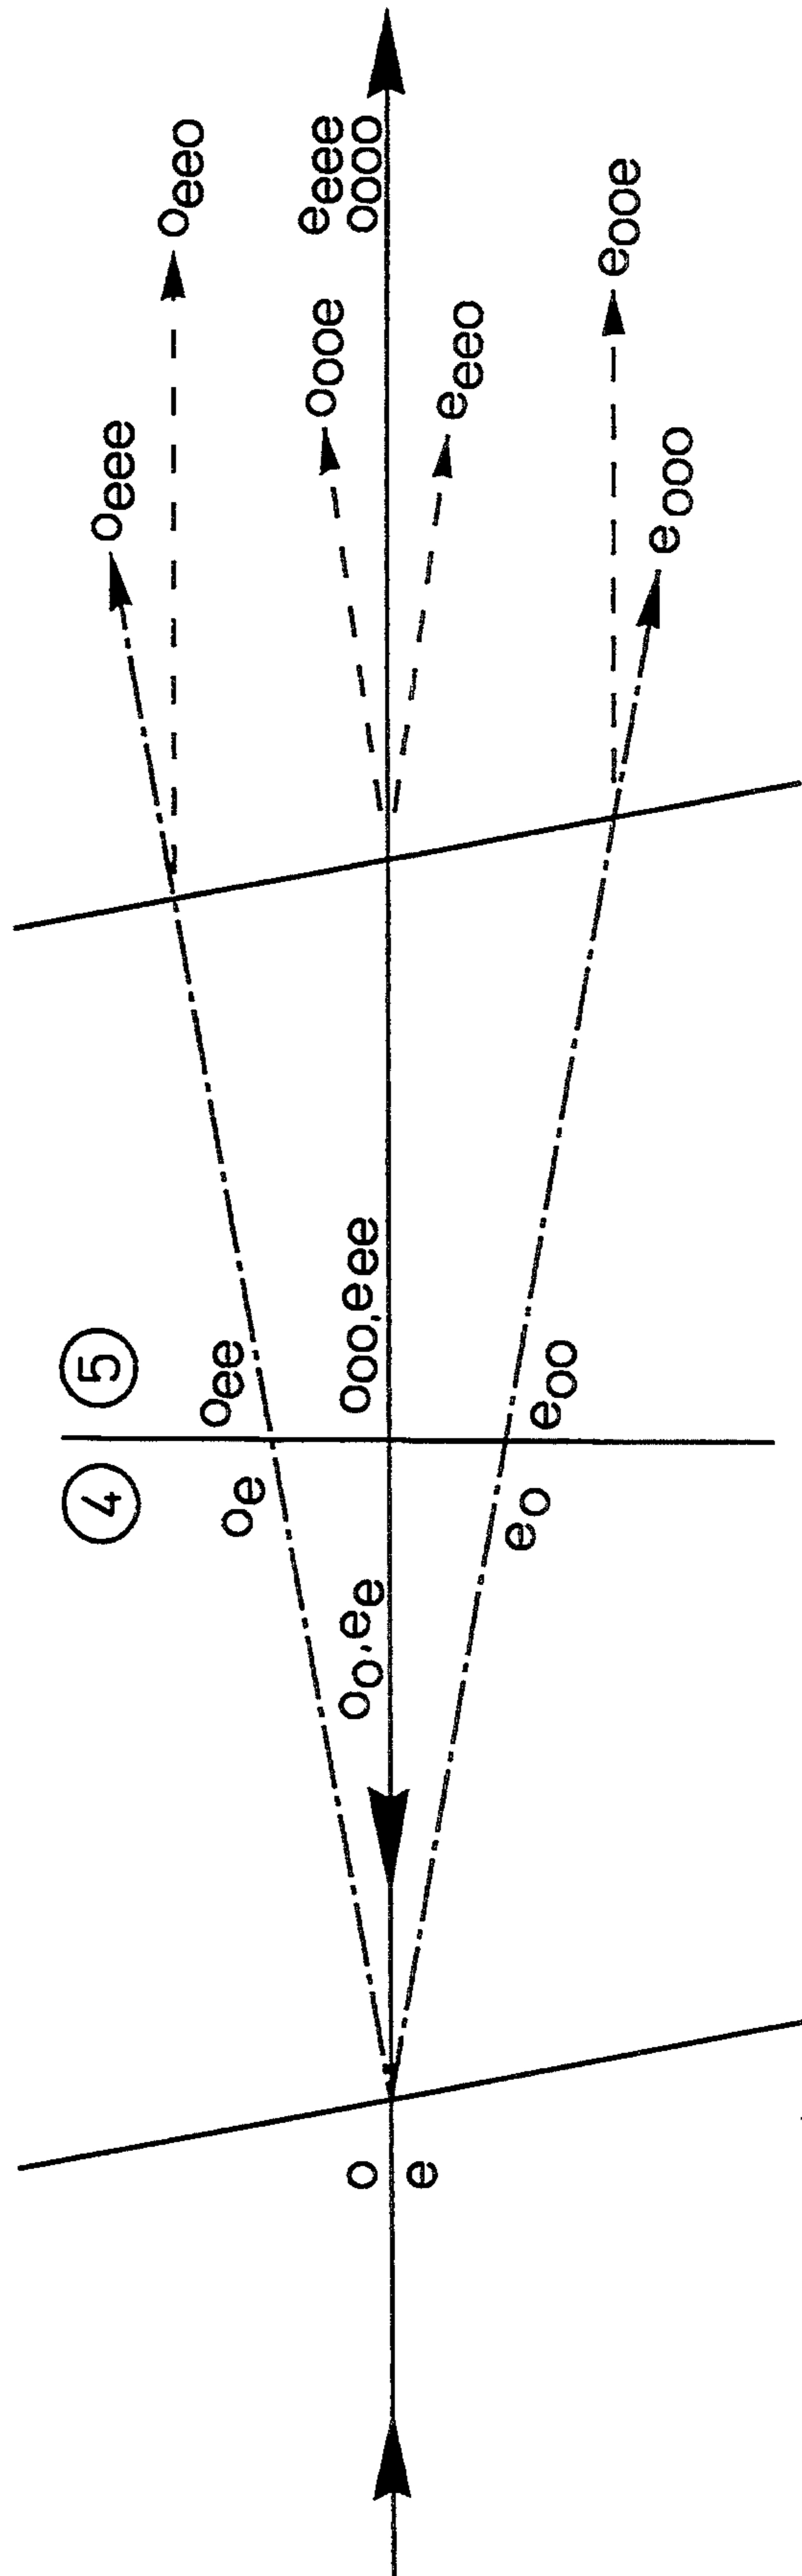 o
e
o_o, e_e
o_e
e_o
④
⑤
o_ee
o_oo, e_ee
e_oo
o_eee
o_eeo
o_ooe
e_eeo
e_eee
o_ooo
e_ooo
e_ooe